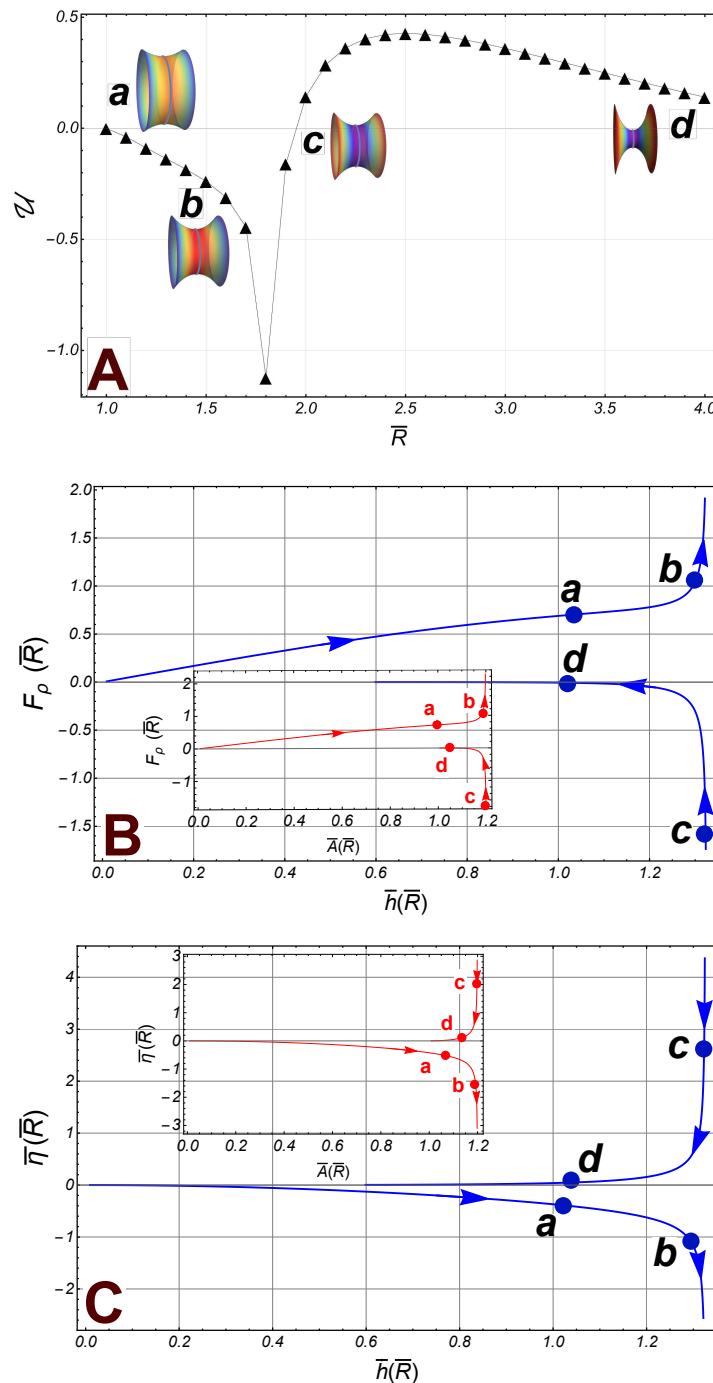 0.5
0.0
−0.5
−1.0
𝒰
a
b
c
d
A
1.0 1.5 2.0 2.5 3.0 3.5 4.0
R̅
2.0
1.5
1.0
0.5
0.0
−0.5
−1.0
−1.5
F_ρ (R̅)
a
b
c
d
2
1
0
−1
F_ρ (R̅)
a
b
c
d
0.0 0.2 0.4 0.6 0.8 1.0 1.2
A̅(R̅)
B
0.0 0.2 0.4 0.6 0.8 1.0 1.2
h̅(R̅)
4
3
2
1
0
−1
−2
η̅(R̅)
3
2
1
0
−1
−2
−3
η̅(R̅)
c
d
a
b
0.0 0.2 0.4 0.6 0.8 1.0 1.2
A̅(R̅)
c
d
a
b
C
0.0 0.2 0.4 0.6 0.8 1.0 1.2
h̅(R̅)